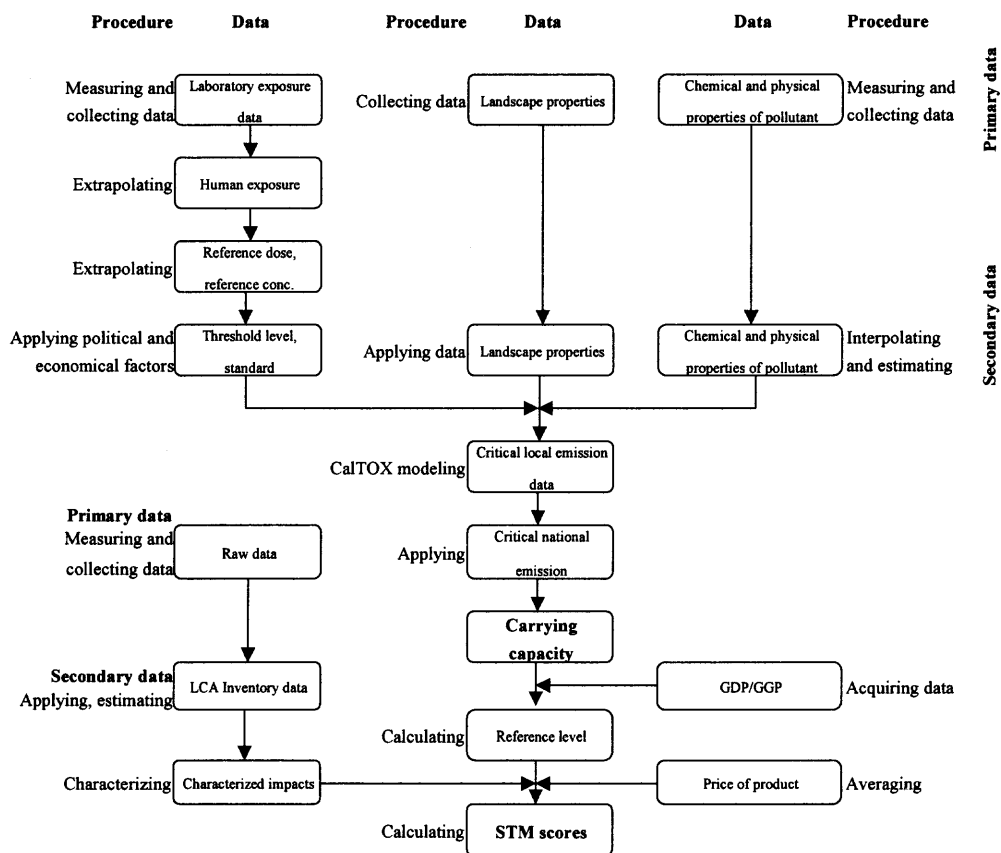 Procedure Data Procedure Data Data Procedure
Measuring and
collecting data
Laboratory exposure
data
Collecting data
Landscape properties
Chemical and physical
properties of pollutant
Measuring and
collecting data
Primary data
Extrapolating
Human exposure
Extrapolating
Reference dose,
reference conc.
Secondary data
Applying political and
economical factors
Threshold level,
standard
Applying data
Landscape properties
Chemical and physical
properties of pollutant
Interpolating
and estimating
CalTOX modeling
Critical local emission
data
Primary data
Measuring and
collecting data
Raw data
Applying
Critical national
emission
Carrying
capacity
Secondary data
Applying, estimating
LCA Inventory data
GDP/GGP
Acquiring data
Calculating
Reference level
Characterizing
Characterized impacts
Price of product
Averaging
Calculating
STM scores